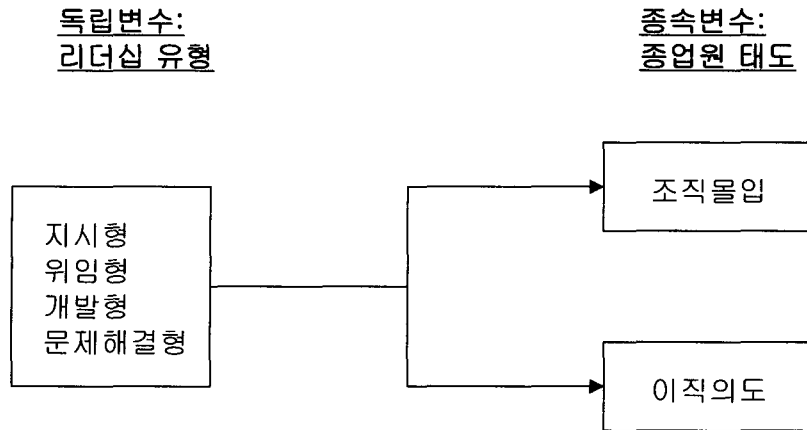 독립변수:
리더십 유형
종속변수:
종업원 태도
지시형
위임형
개발형
문제해결형
조직몰입
이직의도